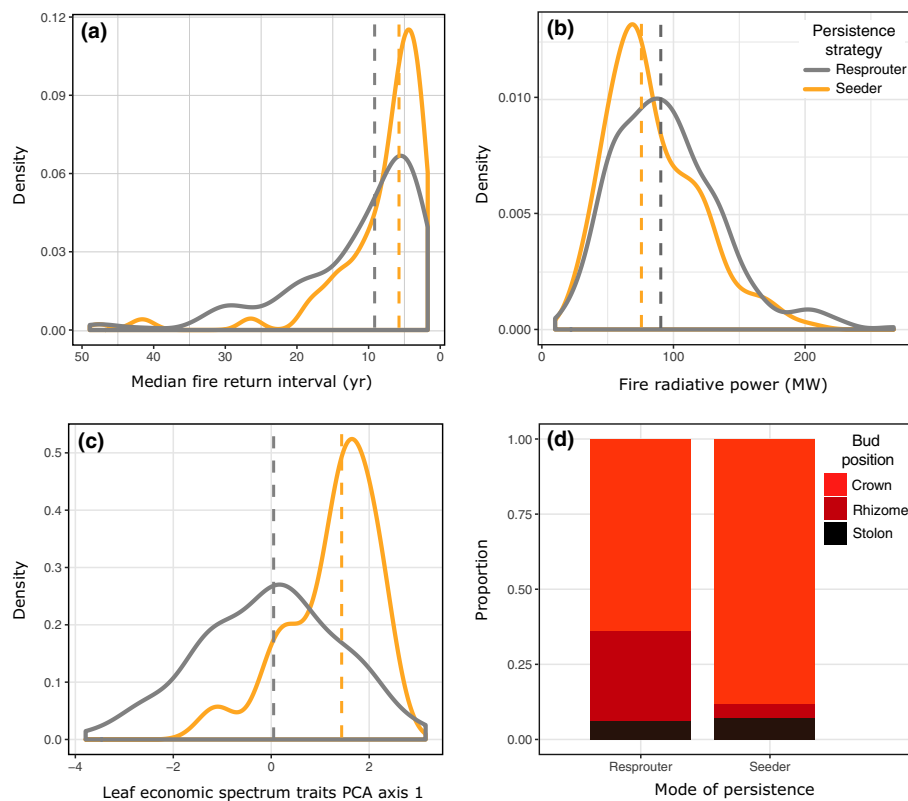 (a)
0.12
0.09
0.06
0.03
0.00
Density
50
40
30
20
10
0
Median fire return interval (yr)
(b)
Persistence
strategy
Resprouter
Seeder
0.010
0.005
0.000
Density
0
100
200
Fire radiative power (MW)
(c)
0.5
0.4
0.3
0.2
0.1
0.0
Density
−4
−2
0
2
Leaf economic spectrum traits PCA axis 1
(d)
Bud
position
Crown
Rhizome
Stolon
1.00
0.75
0.50
0.25
0.00
Proportion
Resprouter
Seeder
Mode of persistence